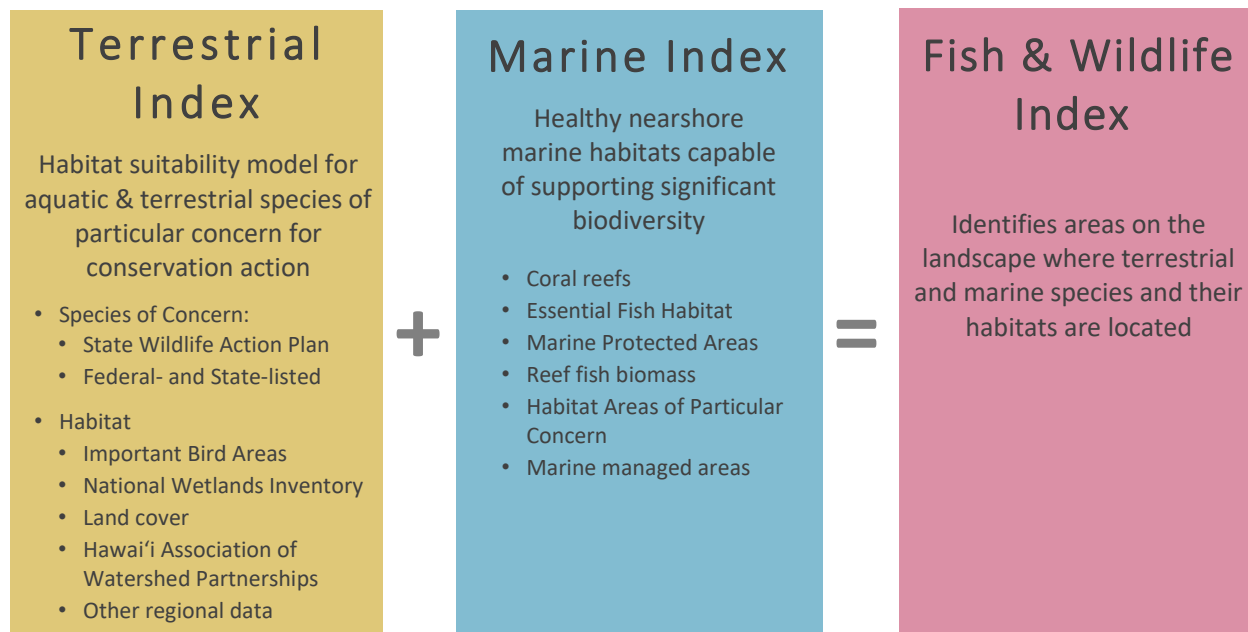 Terrestrial
Index
Habitat suitability model for
aquatic & terrestrial species of
particular concern for
conservation action
• Species of Concern:
• State Wildlife Action Plan
• Federal- and State-listed
• Habitat
• Important Bird Areas
• National Wetlands Inventory
• Land cover
• Hawaiʻi Association of
Watershed Partnerships
• Other regional data
+
Marine Index
Healthy nearshore
marine habitats capable
of supporting significant
biodiversity
• Coral reefs
• Essential Fish Habitat
• Marine Protected Areas
• Reef fish biomass
• Habitat Areas of Particular
Concern
• Marine managed areas
=
Fish & Wildlife
Index
Identifies areas on the
landscape where terrestrial
and marine species and their
habitats are located